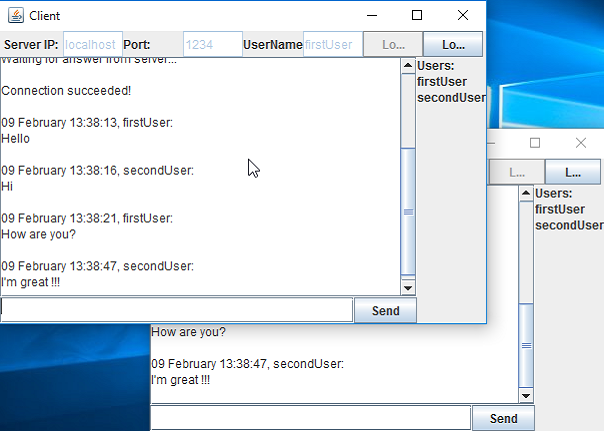 Client
Server IP: localhost Port: 1234 UserName firstUser Lo... Lo...
Waiting for answer from server...
Connection succeeded!
09 February 13:38:13, firstUser:
Hello
09 February 13:38:16, secondUser:
Hi
09 February 13:38:21, firstUser:
How are you?
09 February 13:38:47, secondUser:
I'm great !!!
Users:
firstUser
secondUser
Send
L... L...
Users:
firstUser
secondUser
How are you?
09 February 13:38:47, secondUser:
I'm great !!!
Send